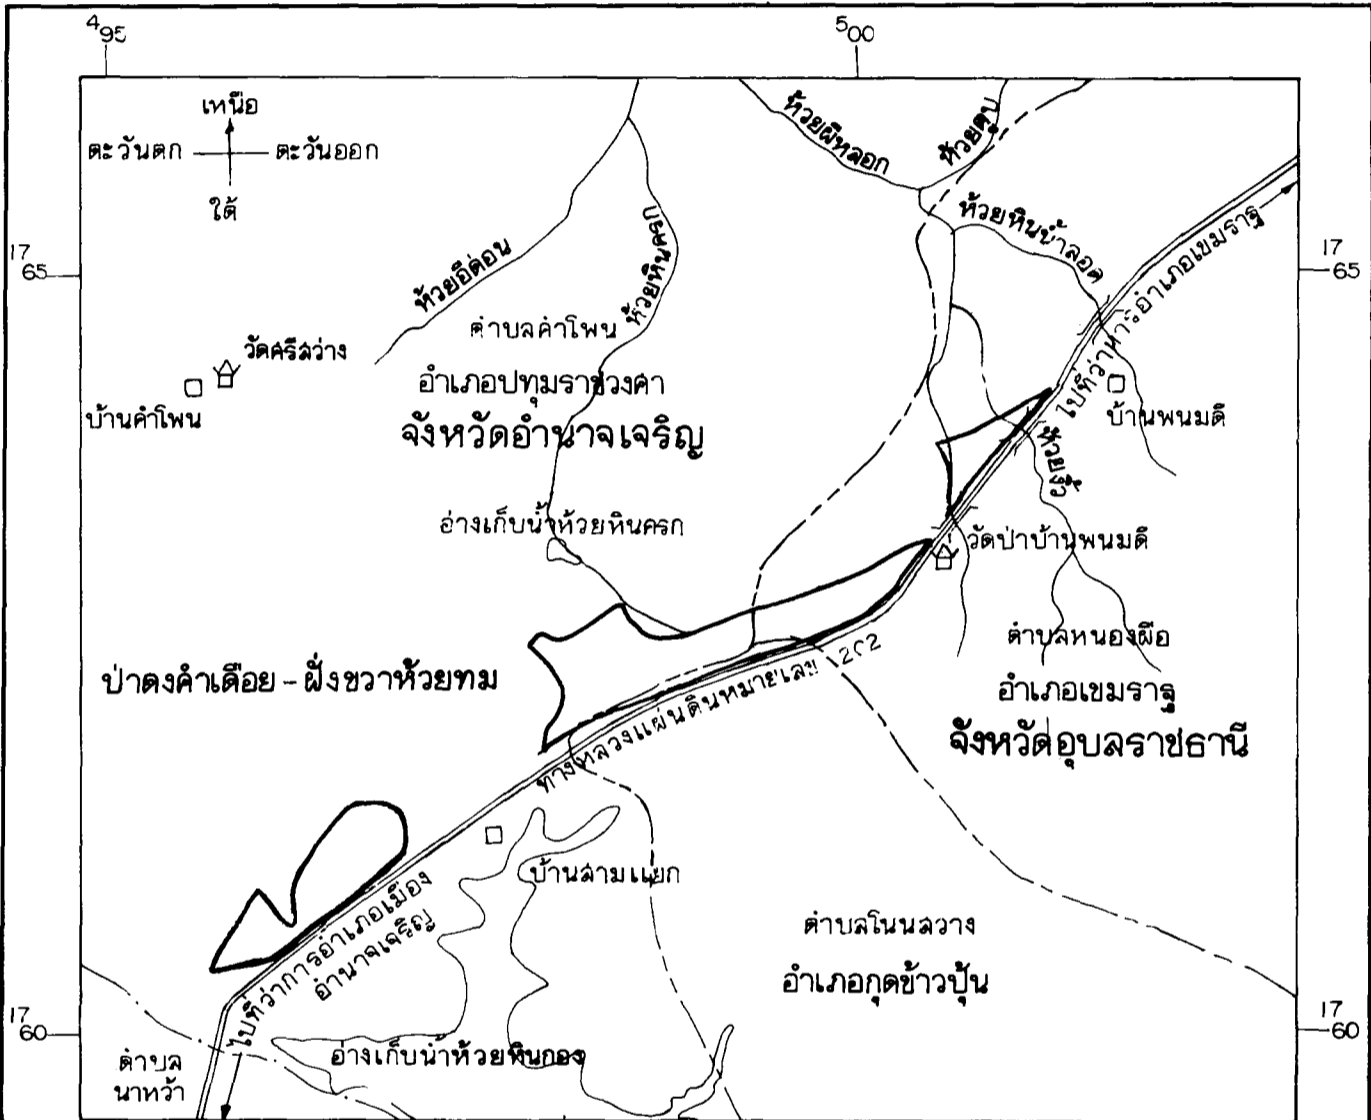 495
500
เหนือ
ตะวันตก
ตะวันออก
ใต้
ห้วยผีหลอก
ห้วยตูบ
ห้วยหินน้ำลอด
17
65
17
65
ห้วยอีต่อน
ห้วยหินครก
ห้วยหินครก
ไปที่ว่าการอำเภอเขมราฐ
ตำบลคำโพน
วัดศรีสว่าง
อำเภอปทุมราชวงศา
บ้านคำโพน
จังหวัดอำนาจเจริญ
บ้านพนมดี
ห้วยงิ้ว
อ่างเก็บน้ำห้วยหินครก
วัดป่าบ้านพนมดี
ตำบลหนองผือ
ป่าดงคำเดือย - ฝั่งขวาห้วยทม
อำเภอเขมราฐ
ทางหลวงแผ่นดินหมายเลข 202
จังหวัดอุบลราชธานี
บ้านสามแยก
ไปที่ว่าการอำเภอเมือง
อำนาจเจริญ
ตำบลโนนสวาง
อำเภอกุดข้าวปุ้น
17
60
17
60
ตำบล
นาหว้า
อ่างเก็บน้ำห้วยหินกอง